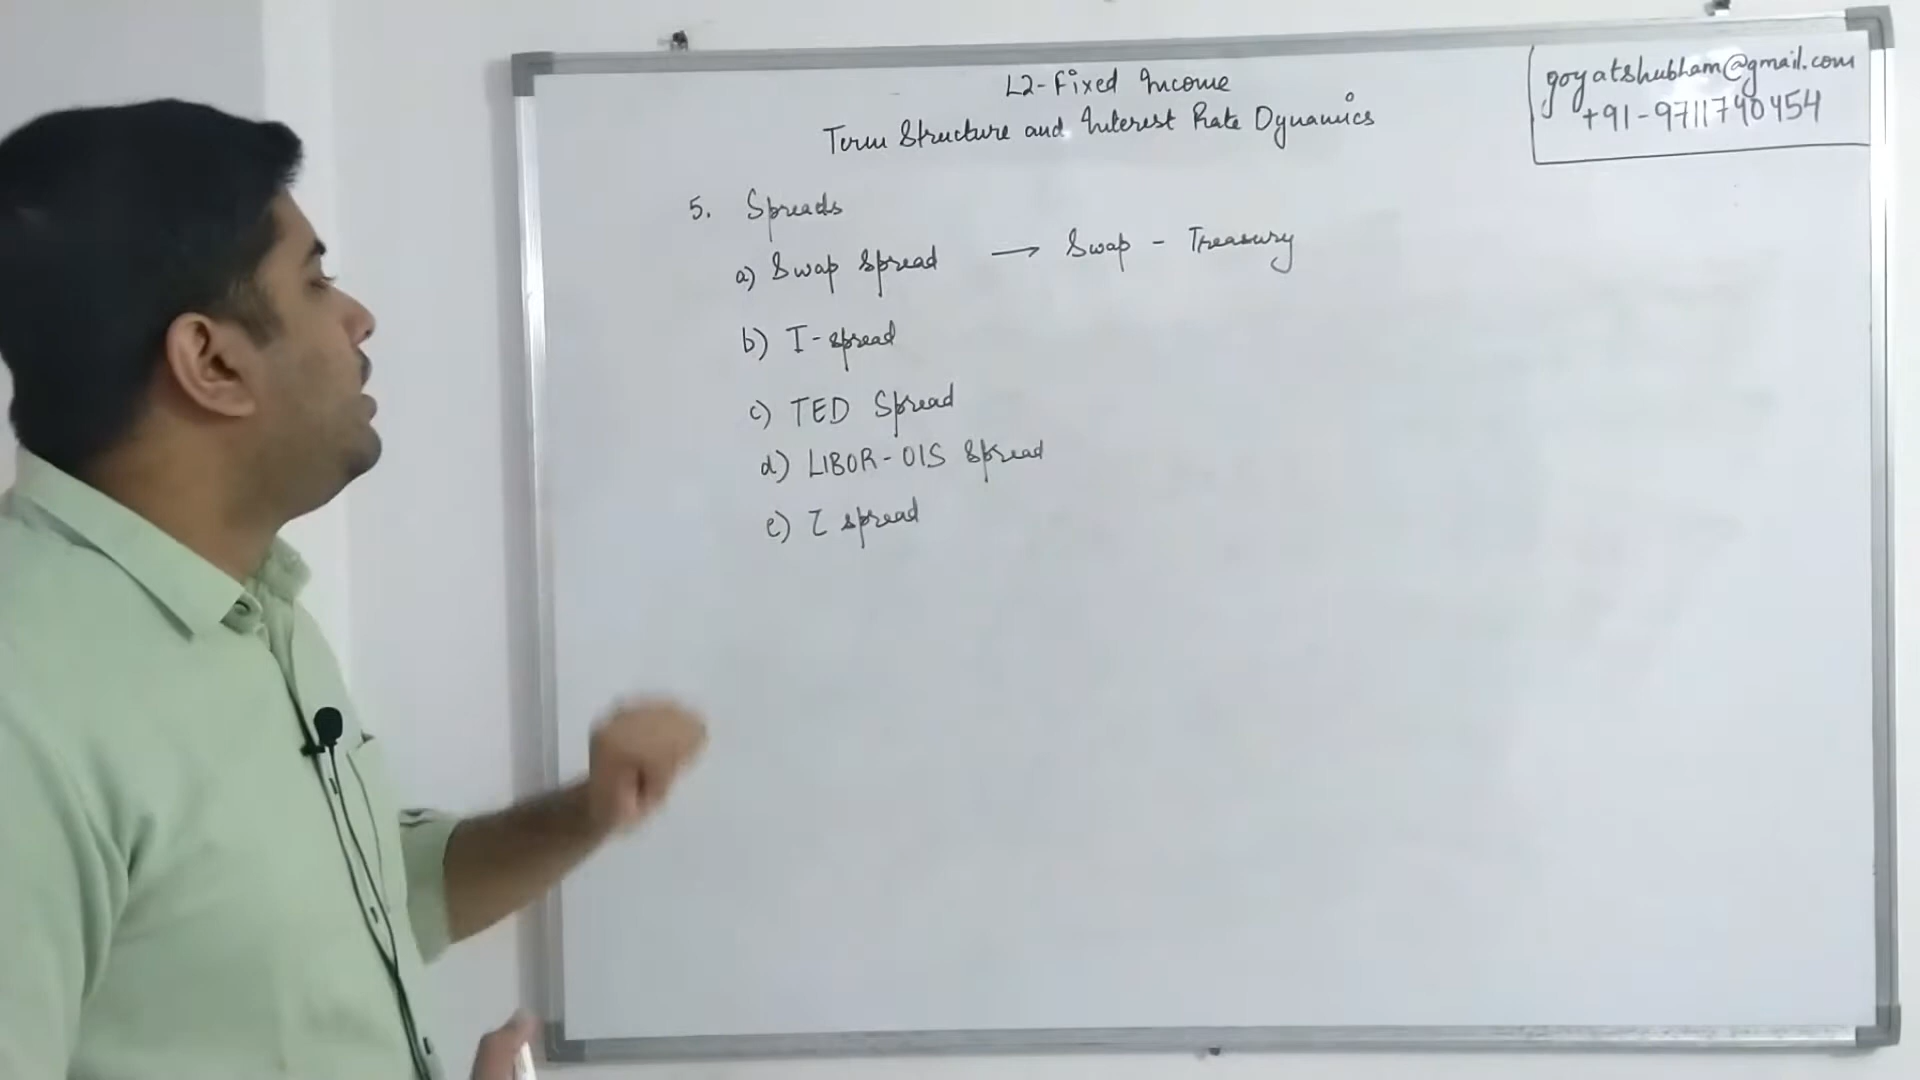 L2-Fixed Income
Term Structure and Interest Rate Dynamics
goyatshubham@gmail.com
+91-9711740454
5. Spreads
a) Swap Spread → Swap - Treasury
b) I-spread
c) TED Spread
d) LIBOR-OIS Spread
e) Z spread